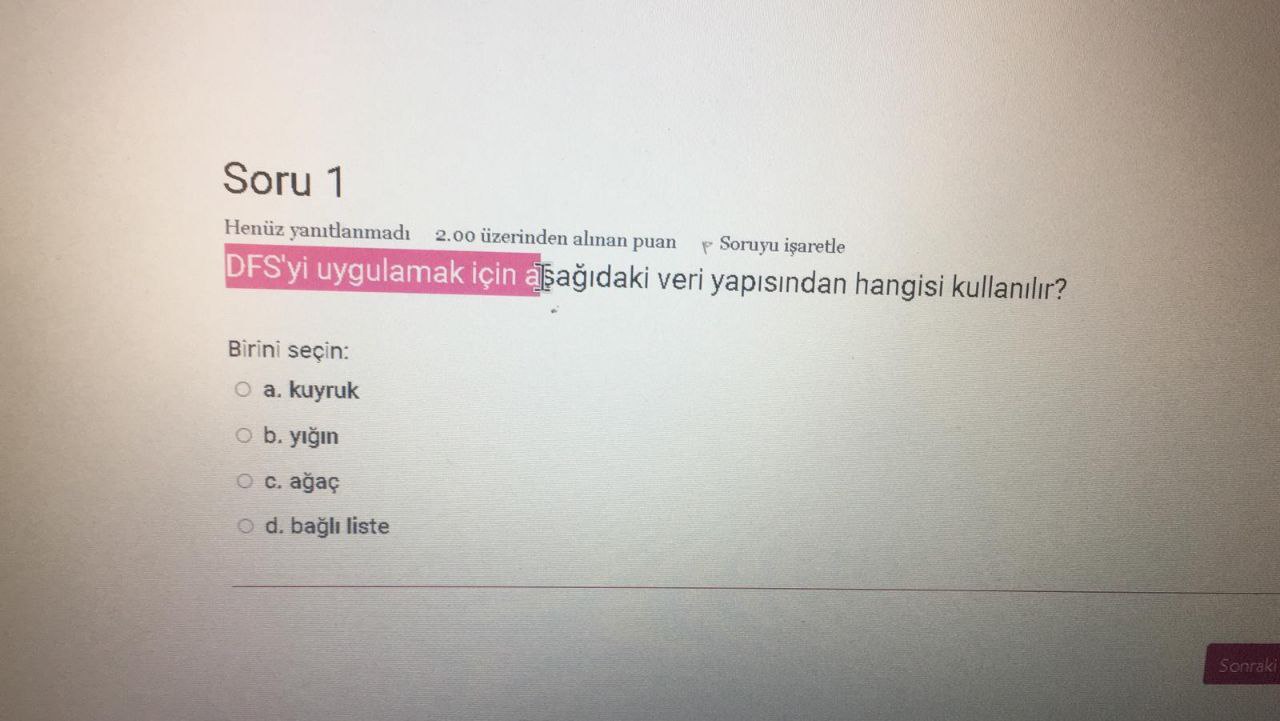 Soru 1
Henüz yanıtlanmadı 2.00 üzerinden alınan puan Soruyu işaretle
DFS'yi uygulamak için aşağıdaki veri yapısından hangisi kullanılır?
Birini seçin:
a. kuyruk
b. yığın
c. ağaç
d. bağlı liste
Sonraki